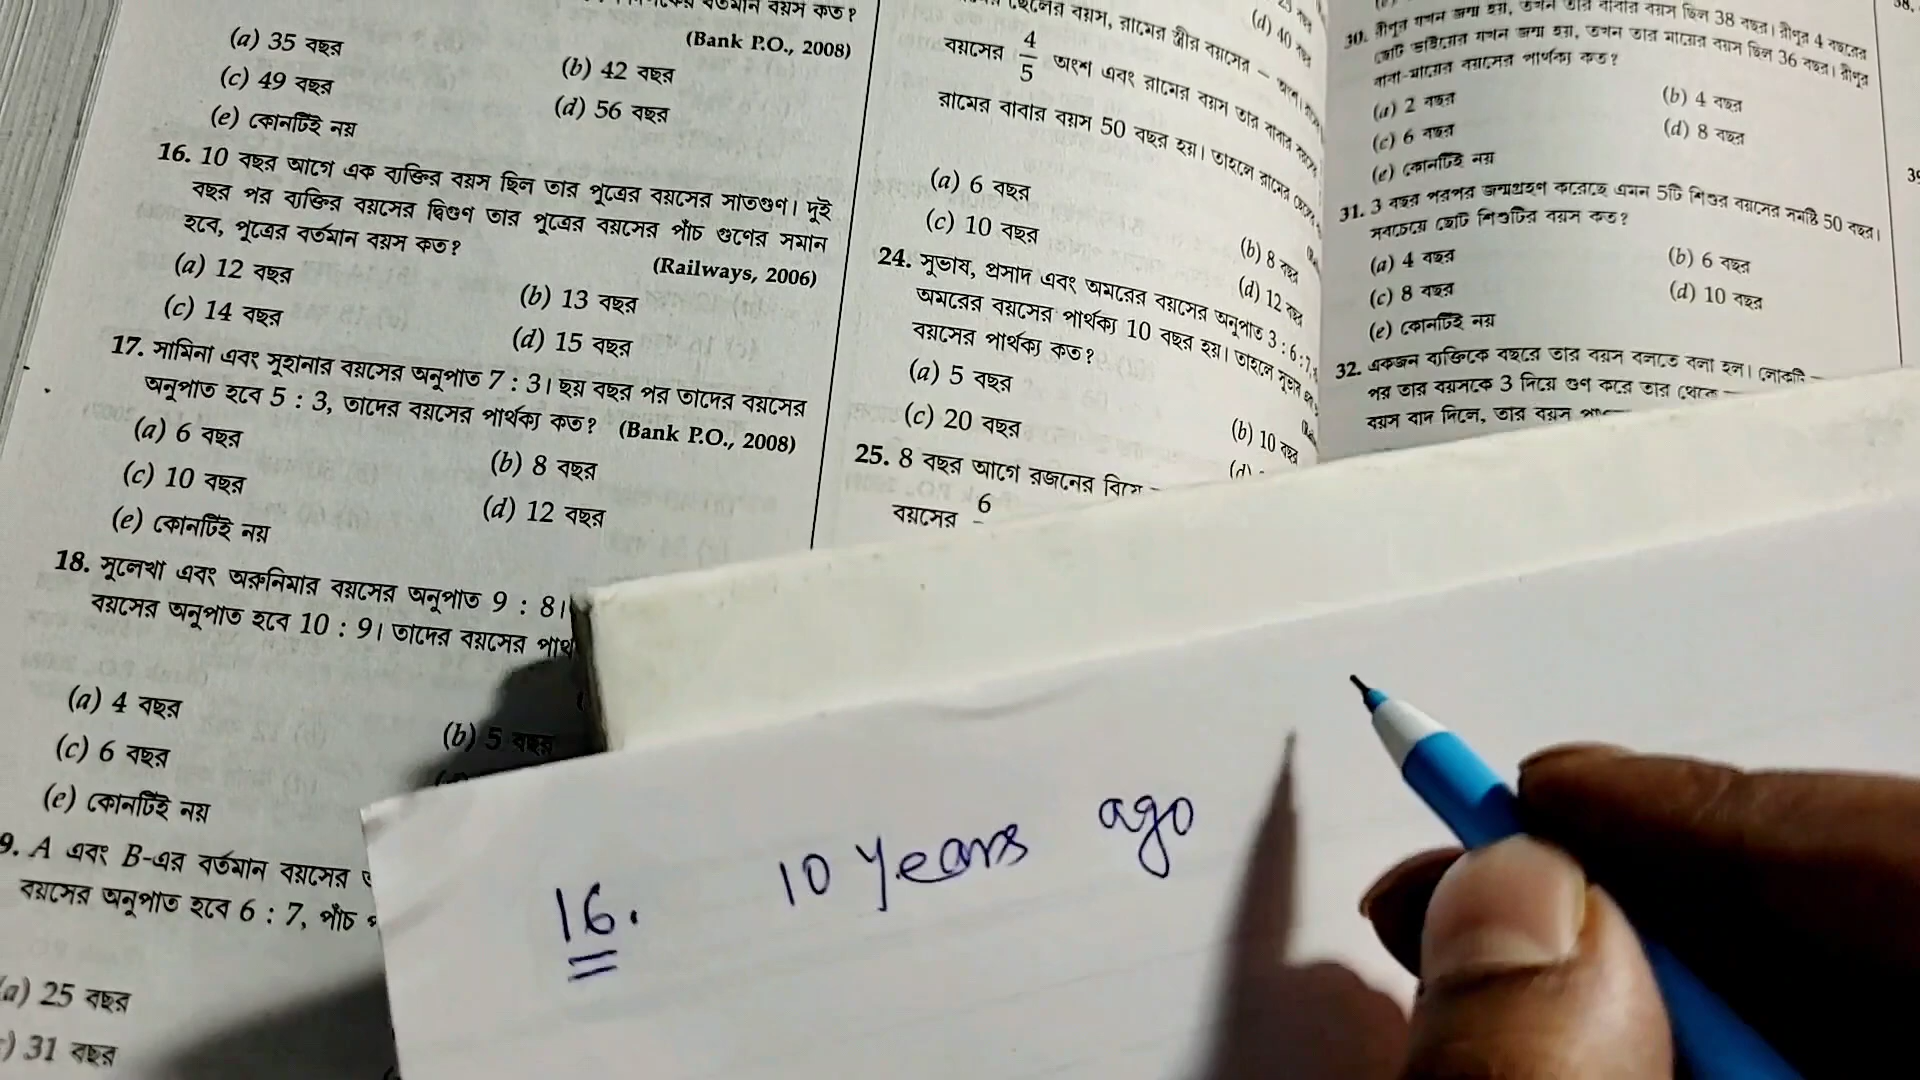 বর্তমান বয়স কত?
(Bank P.O., 2008)
(a) 35 বছর
(b) 42 বছর
(c) 49 বছর
(d) 56 বছর
(e) কোনটিই নয়
16. 10 বছর আগে এক ব্যক্তির বয়স ছিল তার পুত্রের বয়সের সাতগুণ। দুই
বছর পর ব্যক্তির বয়সের দ্বিগুণ তার পুত্রের বয়সের পাঁচ গুণের সমান
হবে, পুত্রের বর্তমান বয়স কত?
(Railways, 2006)
(a) 12 বছর
(b) 13 বছর
(c) 14 বছর
(d) 15 বছর
17. সামিনা এবং সুহানার বয়সের অনুপাত 7 : 3। ছয় বছর পর তাদের বয়সের
অনুপাত হবে 5 : 3, তাদের বয়সের পার্থক্য কত? (Bank P.O., 2008)
(a) 6 বছর
(b) 8 বছর
(c) 10 বছর
(d) 12 বছর
(e) কোনটিই নয়
18. সুলেখা এবং অরুনিমার বয়সের অনুপাত 9 : 8।
বয়সের অনুপাত হবে 10 : 9। তাদের বয়সের
(a) 4 বছর
(b) 5 বছর
(c) 6 বছর
(e) কোনটিই নয়
9. A এবং B-এর বর্তমান বয়সের
বয়সের অনুপাত হবে 6 : 7, পাঁচ
(a) 25 বছর
) 31 বছর
ছেলের বয়স, রামের স্ত্রীর বয়সের
(d) 40 বছর
বয়সের 4/5 অংশ এবং রামের বয়স তার বাবার
রামের বাবার বয়স 50 বছর হয়। তাহলে রামের
(a) 6 বছর
(b) 8 বছর
(c) 10 বছর
(d) 12 বছর
24. সুভাষ, প্রসাদ এবং অমরের বয়সের অনুপাত 3 : 6 : 7,
অমরের বয়সের পার্থক্য 10 বছর হয়। তাহলে
বয়সের পার্থক্য কত?
(a) 5 বছর
(b) 10 বছর
(c) 20 বছর
25. 8 বছর আগে রজনের
বয়সের 6
30. রীপুর যখন জন্ম হয়, তখন তার বাবার বয়স ছিল 38 বছর। রীপুর 4 বছরের
ছোট ভাইয়ের যখন জন্ম হয়, তখন তার মায়ের বয়স ছিল 36 বছর। রীপুর
বাবা-মায়ের বয়সের পার্থক্য কত?
(a) 2 বছর
(b) 4 বছর
(c) 6 বছর
(d) 8 বছর
(e) কোনটিই নয়
31. 3 বছর পরপর জন্মগ্রহণ করেছে এমন 5টি শিশুর বয়সের সমষ্টি 50 বছর।
সবচেয়ে ছোট শিশুটির বয়স কত?
(a) 4 বছর
(b) 6 বছর
(c) 8 বছর
(d) 10 বছর
(e) কোনটিই নয়
32. একজন ব্যক্তিকে বছরে তার বয়স বলতে বলা হল।
পর তার বয়সকে 3 দিয়ে গুণ করে তার থেকে
বয়স বাদ দিলে, তার বয়স
16. 10 years ago